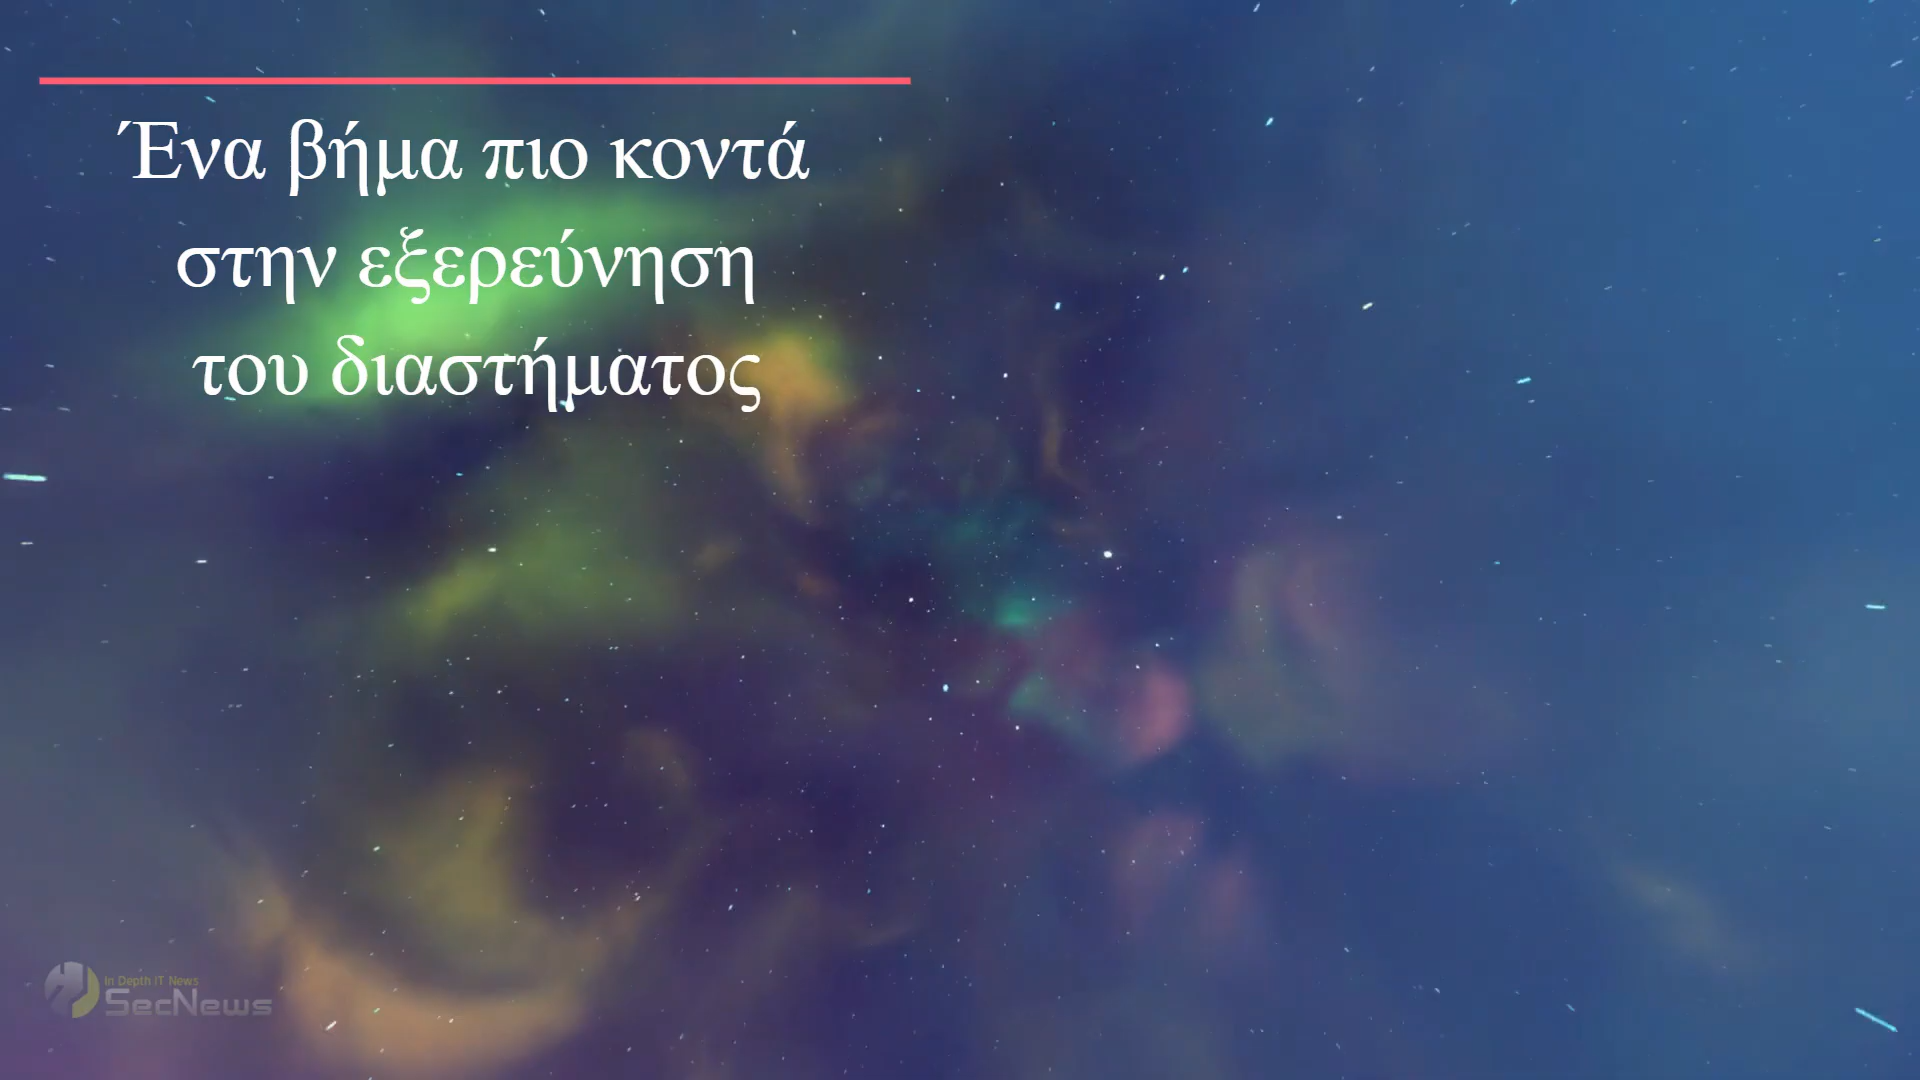 Ένα βήμα πιο κοντά
στην εξερεύνηση
του διαστήματος
In Depth IT News
SecNews